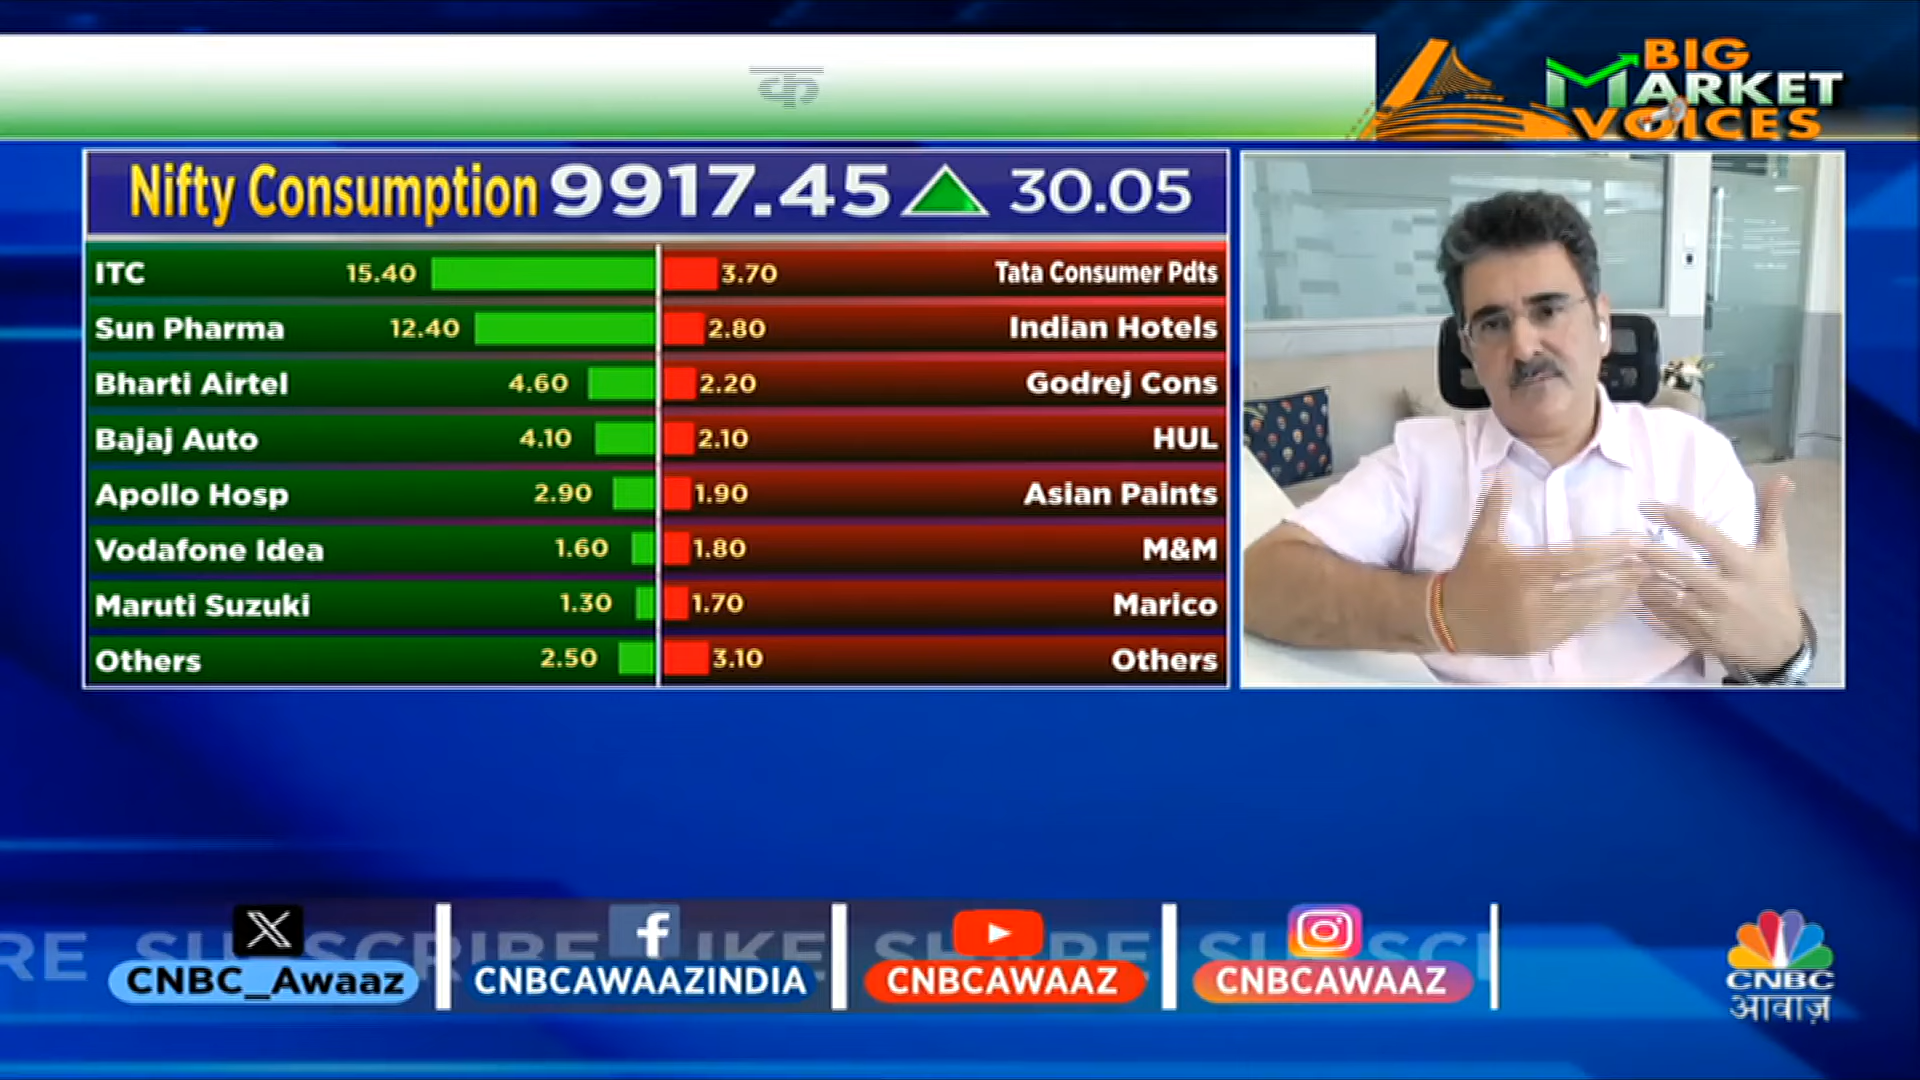 क
BIG
MARKET
VOICES
Nifty Consumption 9917.45 30.05
ITC 15.40 3.70 Tata Consumer Pdts
Sun Pharma 12.40 2.80 Indian Hotels
Bharti Airtel 4.60 2.20 Godrej Cons
Bajaj Auto 4.10 2.10 HUL
Apollo Hosp 2.90 1.90 Asian Paints
Vodafone Idea 1.60 1.80 M&M
Maruti Suzuki 1.30 1.70 Marico
Others 2.50 3.10 Others
SUBSCRIBE LIKE SHARE
CNBC_Awaaz CNBCAWAAZINDIA CNBCAWAAZ CNBCAWAAZ
CNBC
आवाज़